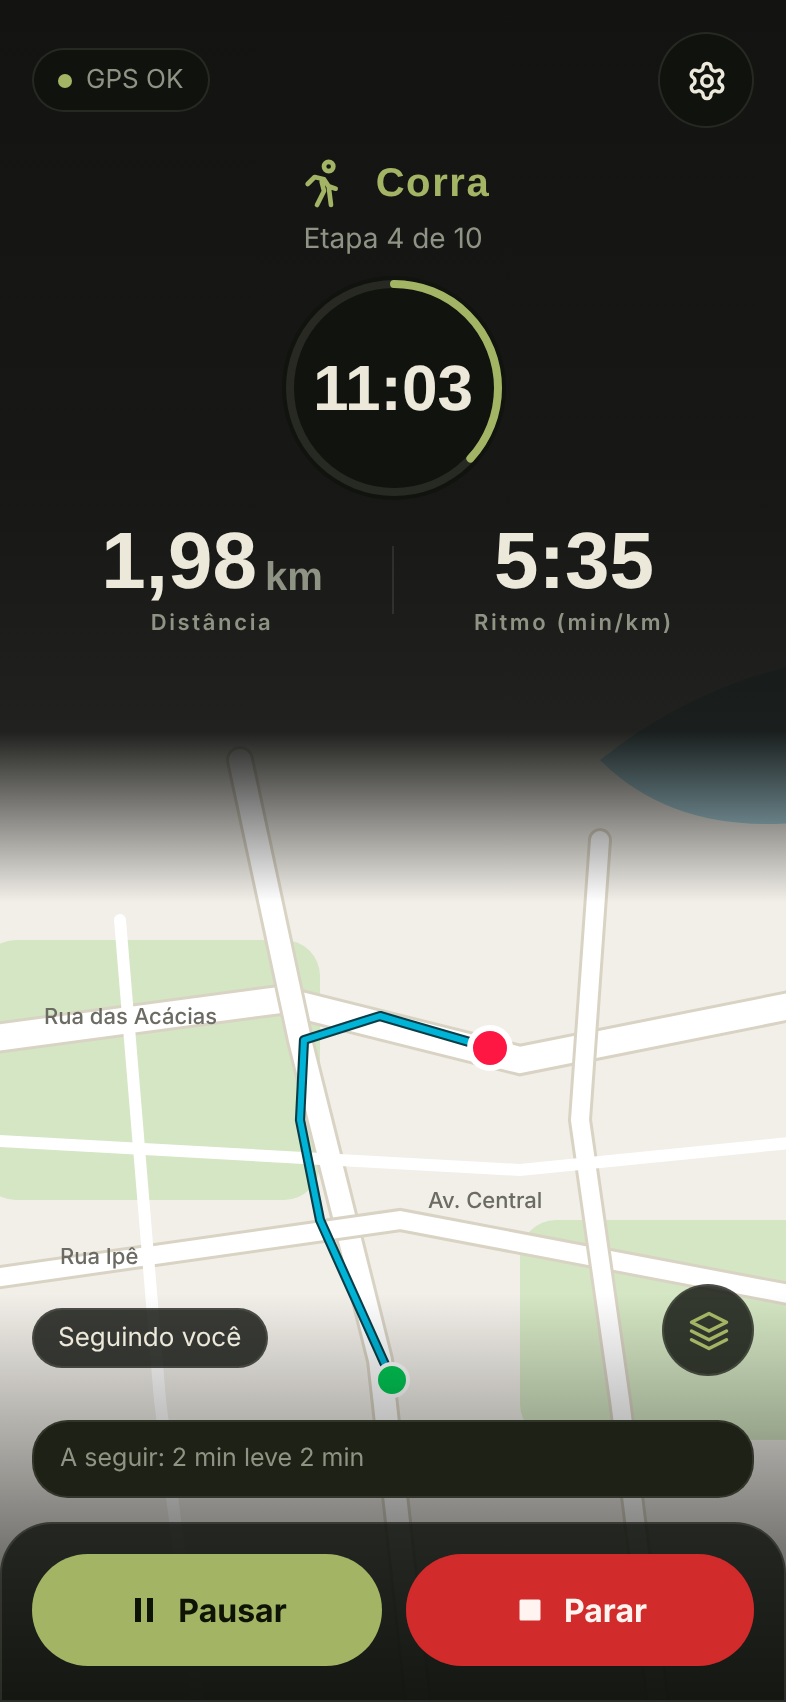 GPS OK
Corra
Etapa 4 de 10
11:03
1,98 km
Distância
5:35
Ritmo (min/km)
Rua das Acácias
Av. Central
Rua Ipê
Seguindo você
A seguir: 2 min leve 2 min
Pausar
Parar